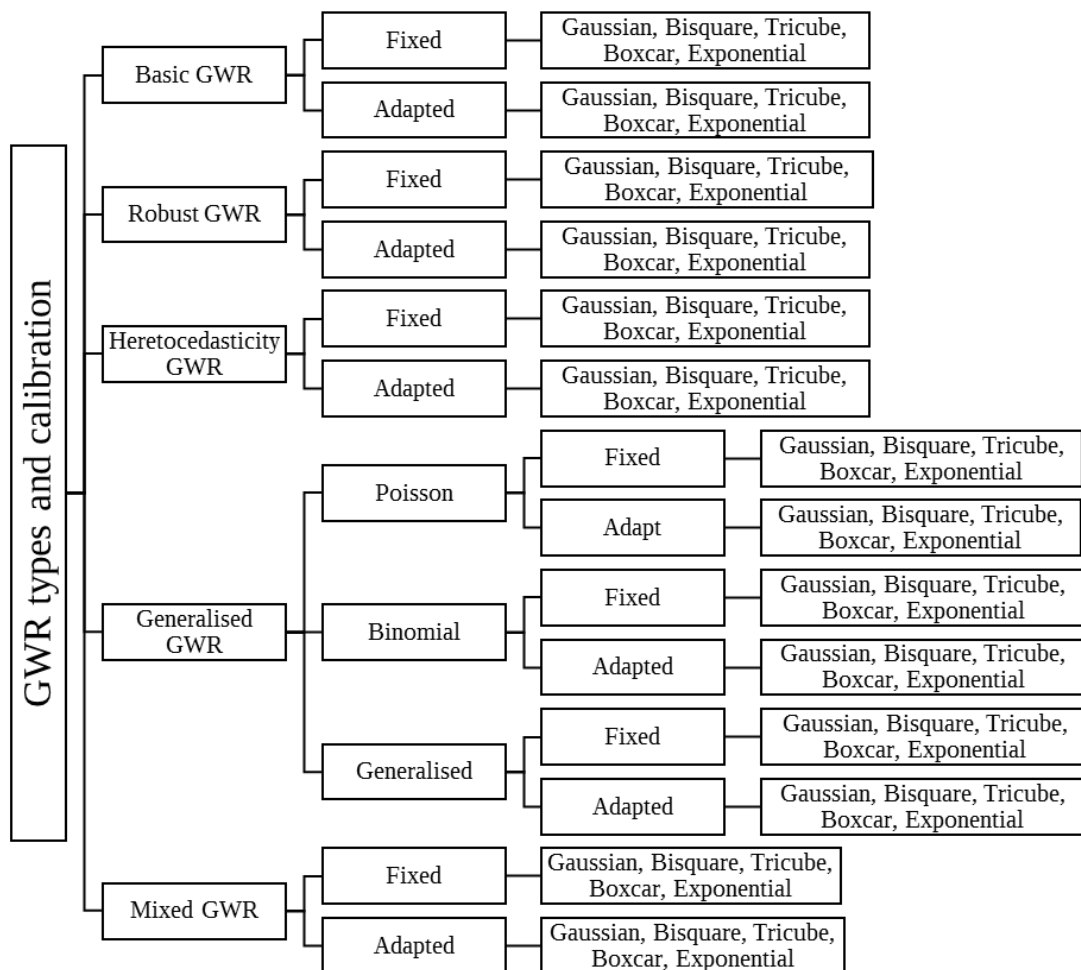 GWR types and calibration
Basic GWR
Fixed
Gaussian, Bisquare, Tricube,
Boxcar, Exponential
Adapted
Gaussian, Bisquare, Tricube,
Boxcar, Exponential
Robust GWR
Fixed
Gaussian, Bisquare, Tricube,
Boxcar, Exponential
Adapted
Gaussian, Bisquare, Tricube,
Boxcar, Exponential
Heretocedasticity
GWR
Fixed
Gaussian, Bisquare, Tricube,
Boxcar, Exponential
Adapted
Gaussian, Bisquare, Tricube,
Boxcar, Exponential
Generalised
GWR
Poisson
Fixed
Gaussian, Bisquare, Tricube,
Boxcar, Exponential
Adapt
Gaussian, Bisquare, Tricube,
Boxcar, Exponential
Binomial
Fixed
Gaussian, Bisquare, Tricube,
Boxcar, Exponential
Adapted
Gaussian, Bisquare, Tricube,
Boxcar, Exponential
Generalised
Fixed
Gaussian, Bisquare, Tricube,
Boxcar, Exponential
Adapted
Gaussian, Bisquare, Tricube,
Boxcar, Exponential
Mixed GWR
Fixed
Gaussian, Bisquare, Tricube,
Boxcar, Exponential
Adapted
Gaussian, Bisquare, Tricube,
Boxcar, Exponential